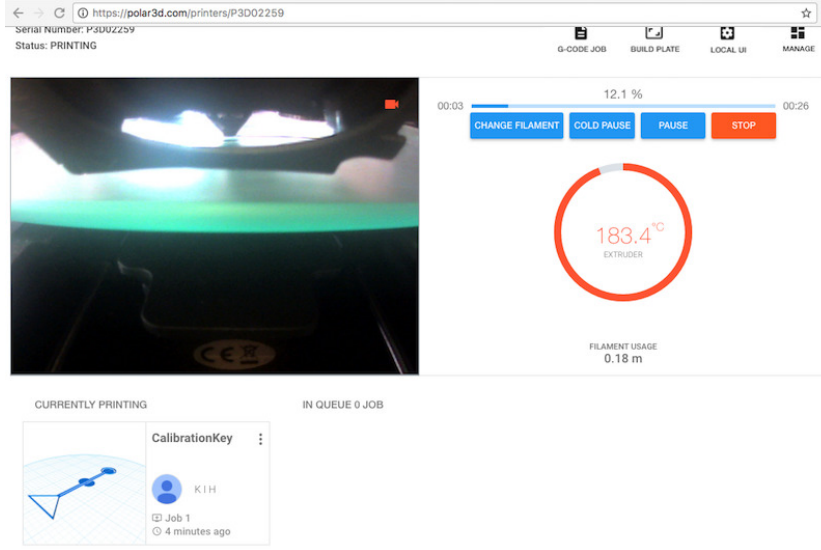 https://polar3d.com/printers/P3D02259
Serial Number: P3D02259
Status: PRINTING
G-CODE JOB
BUILD PLATE
LOCAL UI
MANAGE
12.1 %
00:03
00:26
CHANGE FILAMENT
COLD PAUSE
PAUSE
STOP
183.4°C
EXTRUDER
FILAMENT USAGE
0.18 m
CE
CURRENTLY PRINTING
IN QUEUE 0 JOB
CalibrationKey
K I H
Job 1
4 minutes ago